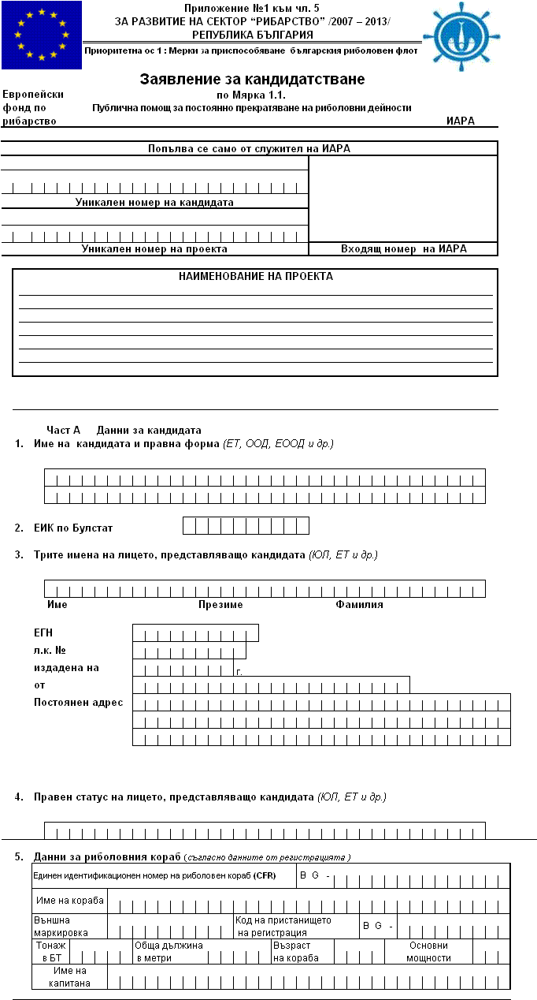 Приложение №1 към чл. 5
ЗА РАЗВИТИЕ НА СЕКТОР “РИБАРСТВО” /2007 – 2013/
РЕПУБЛИКА БЪЛГАРИЯ
Приоритетна ос 1 : Мерки за приспособяване българския риболовен флот
Заявление за кандидатстване
Европейски
фонд по
рибарство
по Мярка 1.1.
Публична помощ за постоянно прекратяване на риболовни дейности
ИАРА
Попълва се само от служител на ИАРА
Уникален номер на кандидата
Уникален номер на проекта
Входящ номер на ИАРА
НАИМЕНОВАНИЕ НА ПРОЕКТА
Част А Данни за кандидата
1. Име на кандидата и правна форма (ЕТ, ООД, ЕООД и др.)
2. ЕИК по Булстат
3. Трите имена на лицето, представляващо кандидата (ЮЛ, ЕТ и др.)
Име Презиме Фамилия
ЕГН
л.к. №
издадена на г.
от
Постоянен адрес
4. Правен статус на лицето, представляващо кандидата (ЮЛ, ЕТ и др.)
5. Данни за риболовния кораб (съгласно данните от регистрацията )
Единен идентификационен номер на риболовен кораб (CFR) B G -
Име на кораба
Външна
маркировка
Код на пристанището
на регистрация
B G -
Тонаж
в БТ
Обща дължина
в метри
Възраст
на кораба
Основни
мощности
Име на
капитана